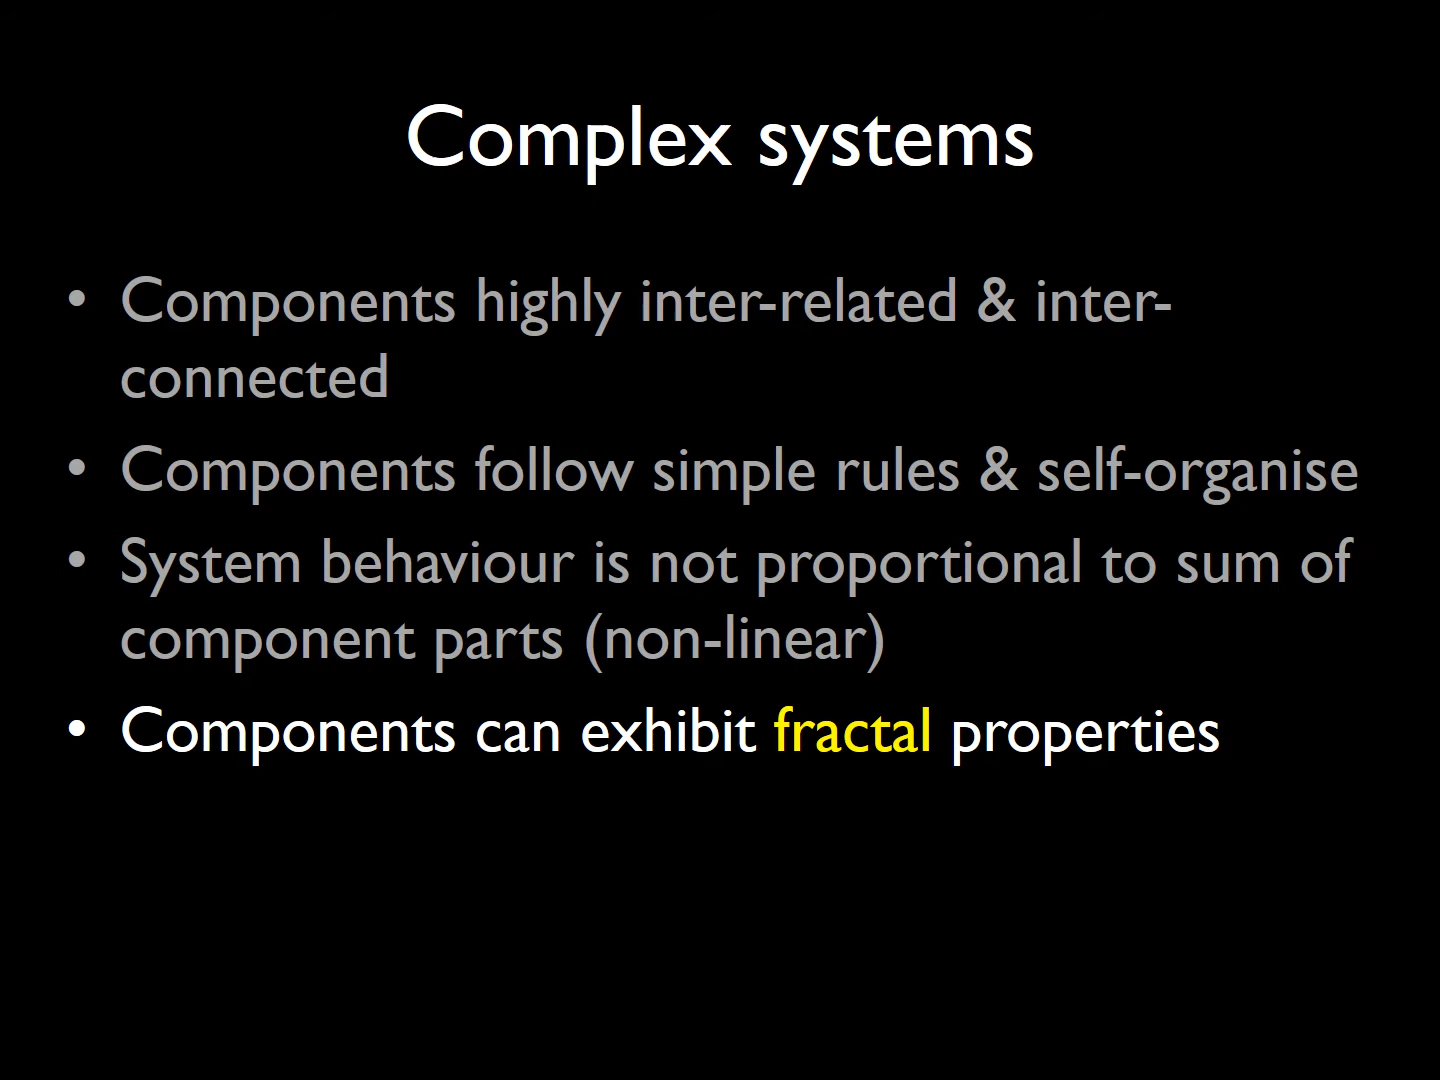 Complex systems
• Components highly inter-related & inter-
connected
• Components follow simple rules & self-organise
• System behaviour is not proportional to sum of
component parts (non-linear)
• Components can exhibit fractal properties